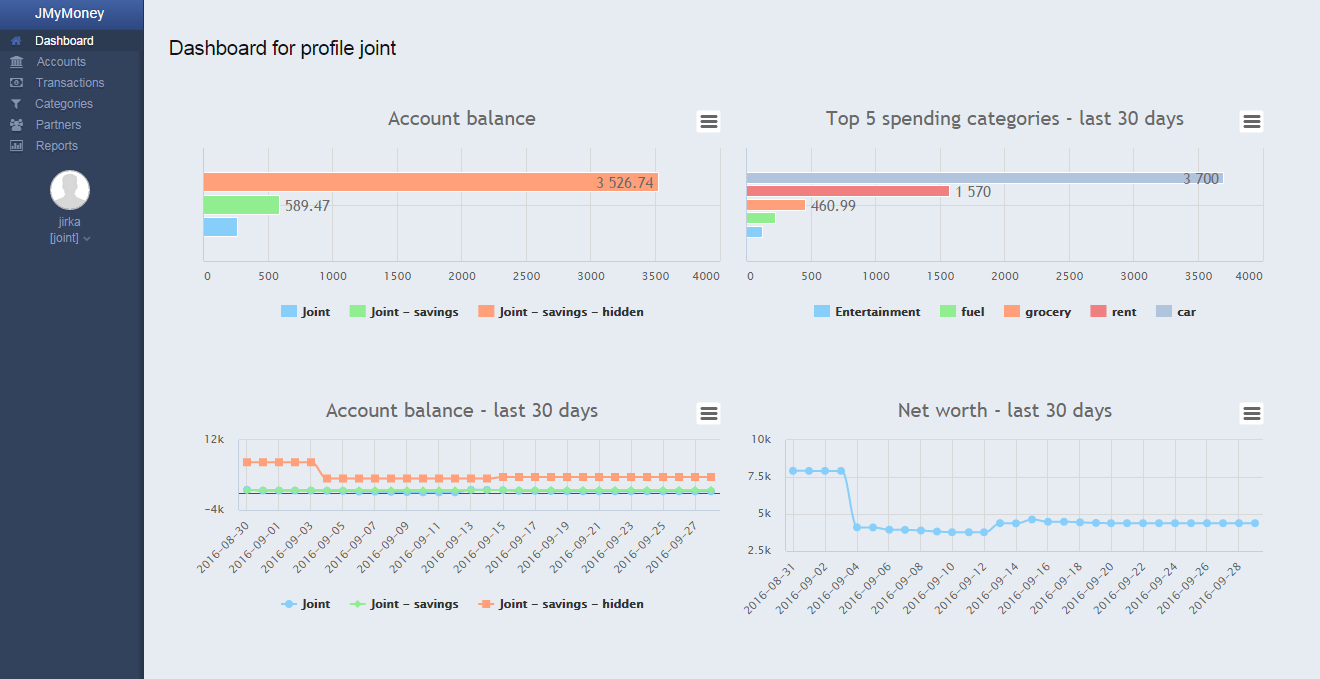 JMyMoney
Dashboard
Accounts
Transactions
Categories
Partners
Reports
jirka
[joint]
Dashboard for profile joint
Account balance
3 526.74
589.47
0 500 1000 1500 2000 2500 3000 3500 4000
Joint Joint - savings Joint - savings - hidden
Top 5 spending categories - last 30 days
3 700
1 570
460.99
0 500 1000 1500 2000 2500 3000 3500 4000
Entertainment fuel grocery rent car
Account balance - last 30 days
12k
-4k
2016-08-30 2016-09-01 2016-09-03 2016-09-05 2016-09-07 2016-09-09 2016-09-11 2016-09-13 2016-09-15 2016-09-17 2016-09-19 2016-09-21 2016-09-23 2016-09-25 2016-09-27
Joint Joint - savings Joint - savings - hidden
Net worth - last 30 days
10k
7.5k
5k
2.5k
2016-08-31 2016-09-02 2016-09-04 2016-09-06 2016-09-08 2016-09-10 2016-09-12 2016-09-14 2016-09-16 2016-09-18 2016-09-20 2016-09-22 2016-09-24 2016-09-26 2016-09-28